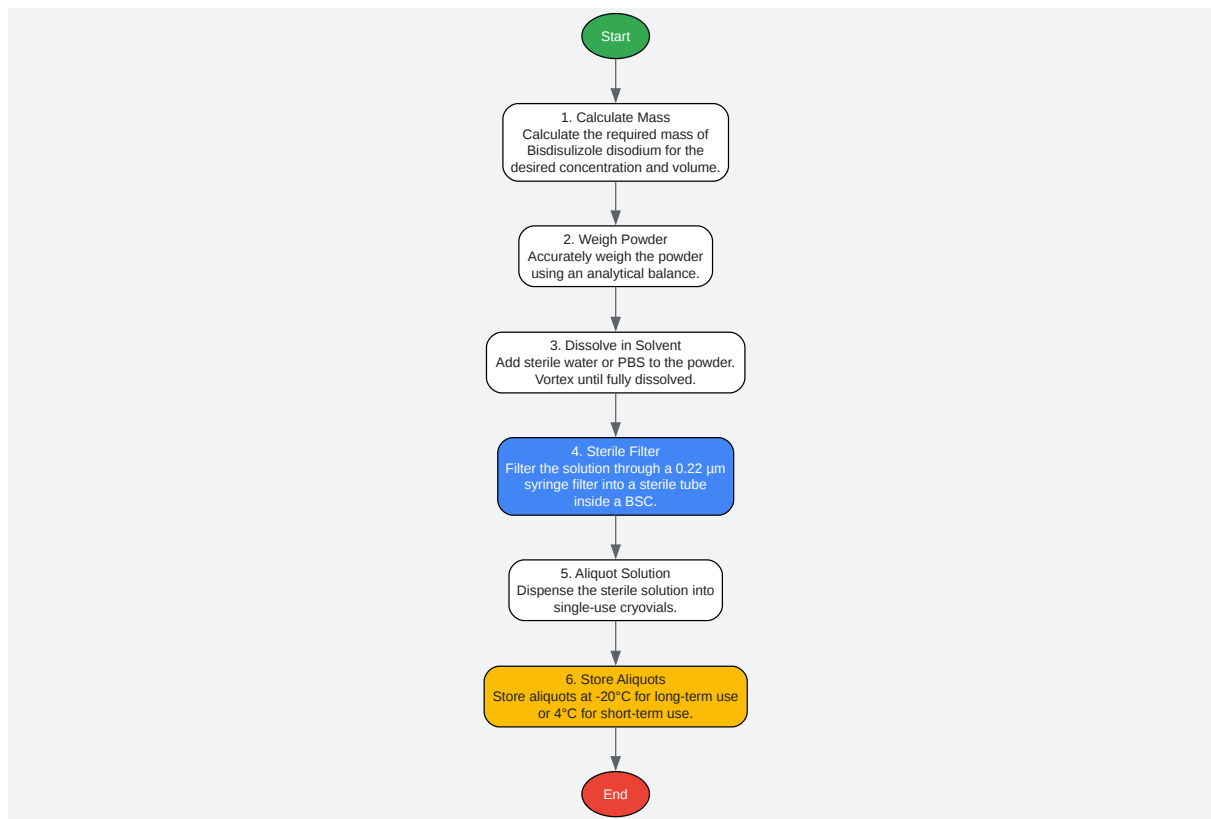 Start
1. Calculate Mass
Calculate the required mass of
Bisdisulizole disodium for the
desired concentration and volume.
2. Weigh Powder
Accurately weigh the powder
using an analytical balance.
3. Dissolve in Solvent
Add sterile water or PBS to the powder.
Vortex until fully dissolved.
4. Sterile Filter
Filter the solution through a 0.22 µm
syringe filter into a sterile tube
inside a BSC.
5. Aliquot Solution
Dispense the sterile solution into
single-use cryovials.
6. Store Aliquots
Store aliquots at -20°C for long-term use
or 4°C for short-term use.
End